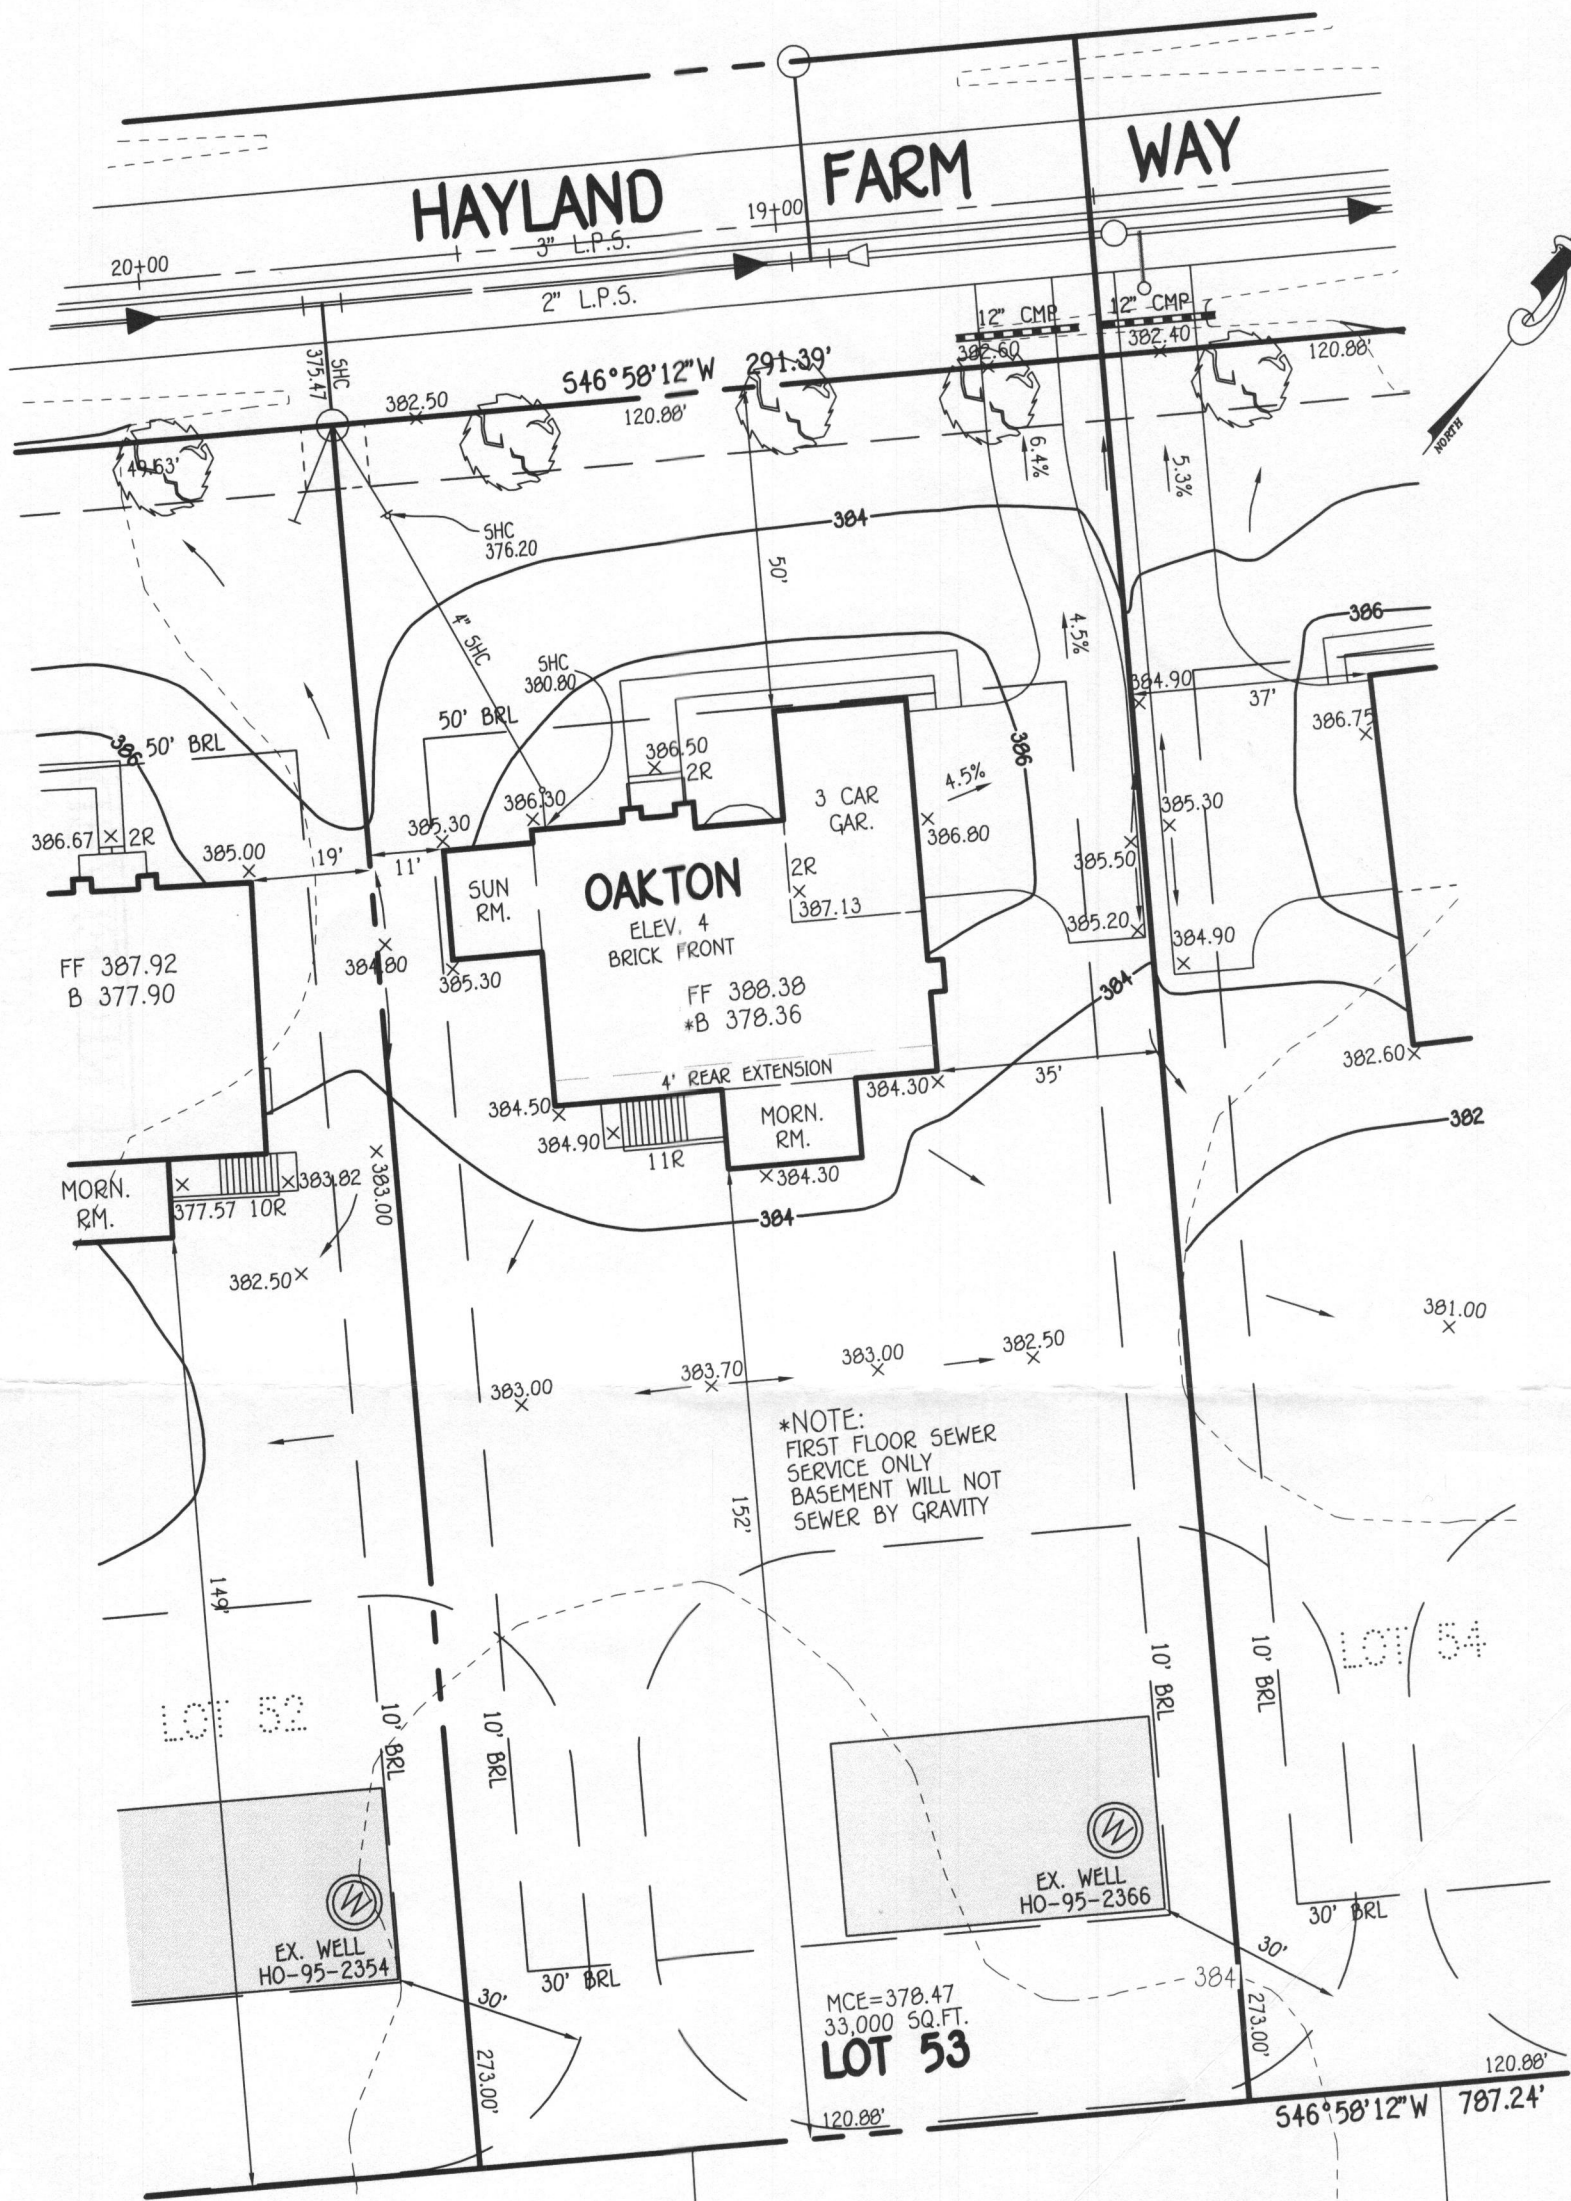 HAYLAND FARM WAY
19+00
20+00
3" L.P.S.
2" L.P.S.
12" CMP
12" CMP
382.60
382.40
120.88'
SHC
375.47
S46°58'12"W 291.39'
382.50
120.88'
49.63'
NORTH
6.4%
5.3%
SHC
376.20
384
50'
4" SHC
4.5%
386
SHC
380.80
384.90
37'
386.75
50' BRL
386
50' BRL
386.50
2R
386
4.5%
3 CAR
GAR.
386.30
385.30
386.80
385.30
386.67
2R
385.00
19'
11'
385.50
SUN
RM.
OAKTON
ELEV. 4
BRICK FRONT
2R
387.13
385.20
384.90
FF 387.92
B 377.90
384.80
385.30
FF 388.38
*B 378.36
384
382.60
4' REAR EXTENSION
384.30
35'
384.50
384.90
11R
MORN.
RM.
384.30
382
MORN.
RM.
377.57
10R
383.82
383.00
384
382.50
381.00
383.00
383.70
383.00
382.50
*NOTE:
FIRST FLOOR SEWER
SERVICE ONLY
BASEMENT WILL NOT
SEWER BY GRAVITY
152'
149'
LOT 52
10' BRL
10' BRL
10' BRL
10' BRL
LOT 54
EX. WELL
HO-95-2366
30' BRL
EX. WELL
HO-95-2354
30' BRL
30'
30'
384
MCE=378.47
33,000 SQ.FT.
LOT 53
273.00'
273.00'
120.88'
120.88'
S46°58'12"W 787.24'